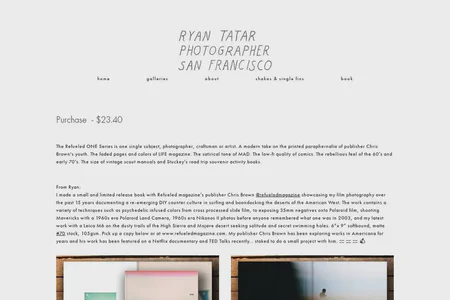 RYAN TATAR
PHOTOGRAPHER
SAN FRANCISCO
home galleries about shakas & single fins book
Purchase - $23.40
The Refueled ONE Series is one single subject, photographer, craftsman or artist. A modern take on the printed paraphernalia of publisher Chris
Brown's youth. The faded pages and colors of LIFE magazine. The satirical tone of MAD. The low-fi quality of comics. The rebellious feel of the 60's and
early 70's. The size of vintage scout manuals and Stuckey's road trip souvenir activity books.
From Ryan:
I made a small and limited release book with Refueled magazine's publisher Chris Brown @refueledmagazine showcasing my film photography over
the past 15 years documenting a re-emerging DIY counter culture in surfing and boondocking the deserts of the American West. The work contains a
variety of techniques such as psychedelic infused colors from cross processed slide film, to exposing 35mm negatives onto Polaroid film, shooting
Mavericks with a 1960s era Polaroid Land Camera, 1960s era Nikonos II photos before anyone remembered what one was in 2003, and my latest
work with a Leica M6 on the dusty trails of the High Sierra and Mojave desert seeking solitude and secret swimming holes. 6"x 9" softbound, matte
#70 stock, 105pgm. Pick up a copy below or at www.refueledmagazine.com. My publisher Chris Brown has been exploring works in Americana for
years and his work has been featured on a Netflix documentary and TED Talks recently... stoked to do a small project with him.